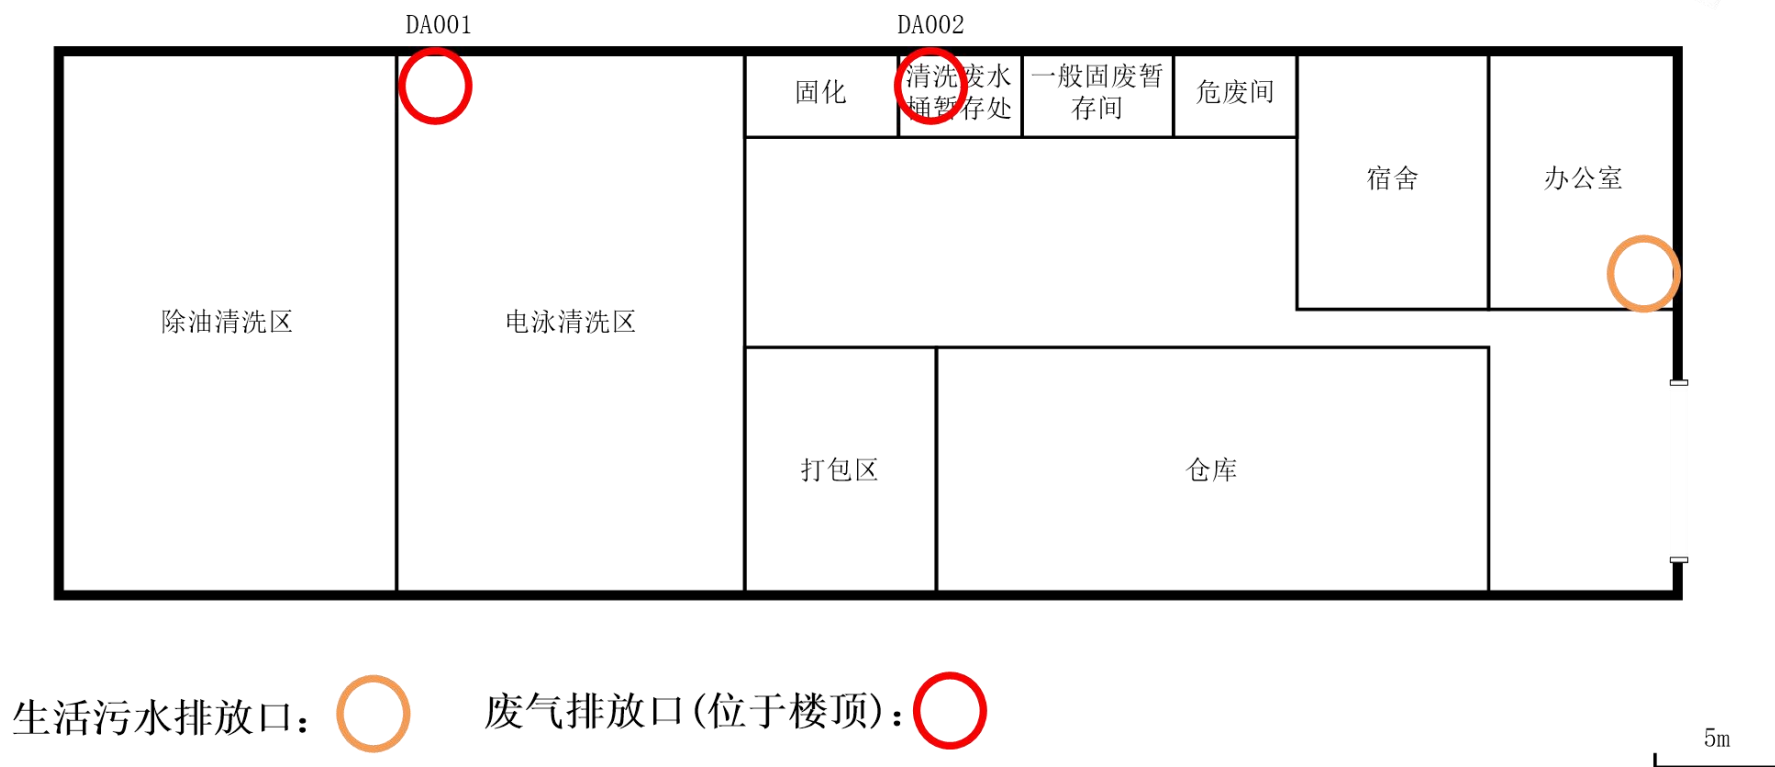 DA001
DA002
固化
清洗废水
桶暂存处
一般固废暂
存间
危废间
宿舍
办公室
除油清洗区
电泳清洗区
打包区
仓库
生活污水排放口:
废气排放口(位于楼顶):
5m